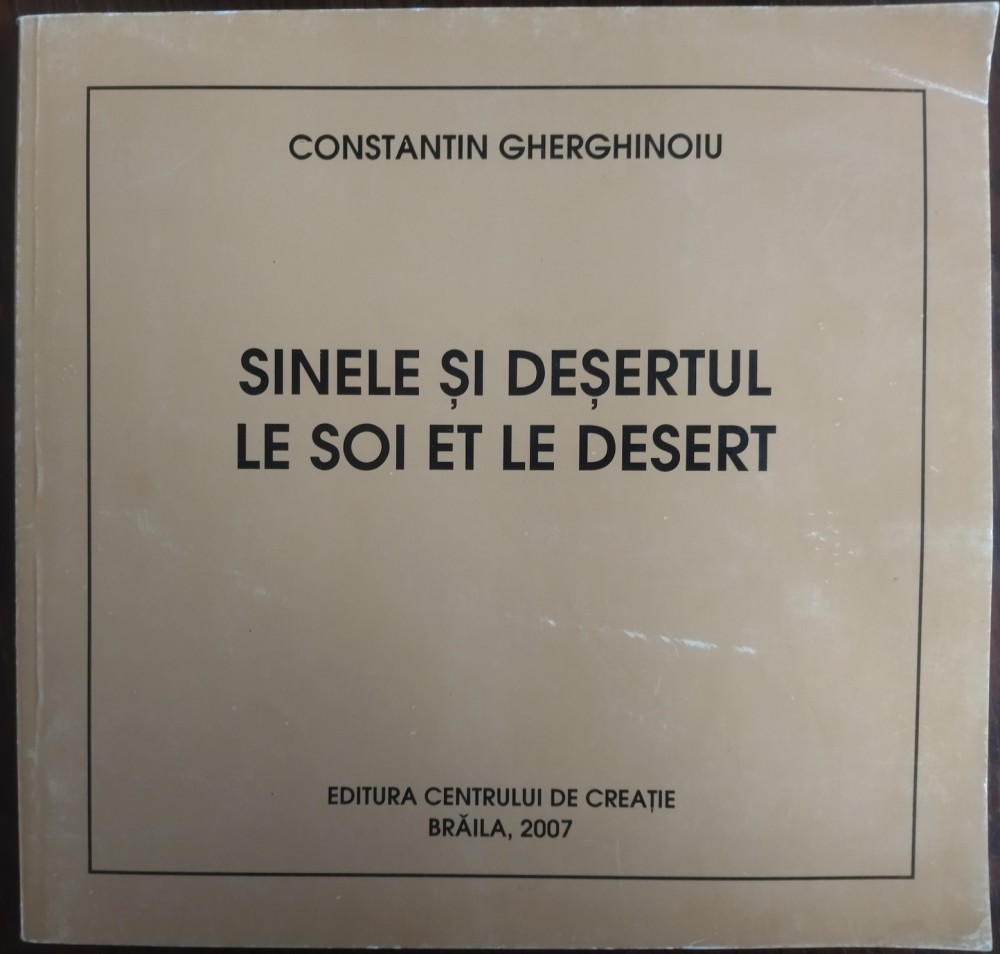 CONSTANTIN GHERGHINOIU
SINELE ȘI DEȘERTUL
LE SOI ET LE DESERT
EDITURA CENTRULUI DE CREAȚIE
BRĂILA, 2007